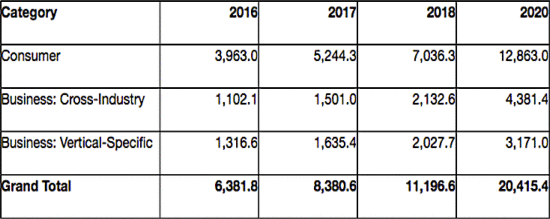 Category 2016 2017 2018 2020
Consumer 3,963.0 5,244.3 7,036.3 12,863.0
Business: Cross-Industry 1,102.1 1,501.0 2,132.6 4,381.4
Business: Vertical-Specific 1,316.6 1,635.4 2,027.7 3,171.0
Grand Total 6,381.8 8,380.6 11,196.6 20,415.4